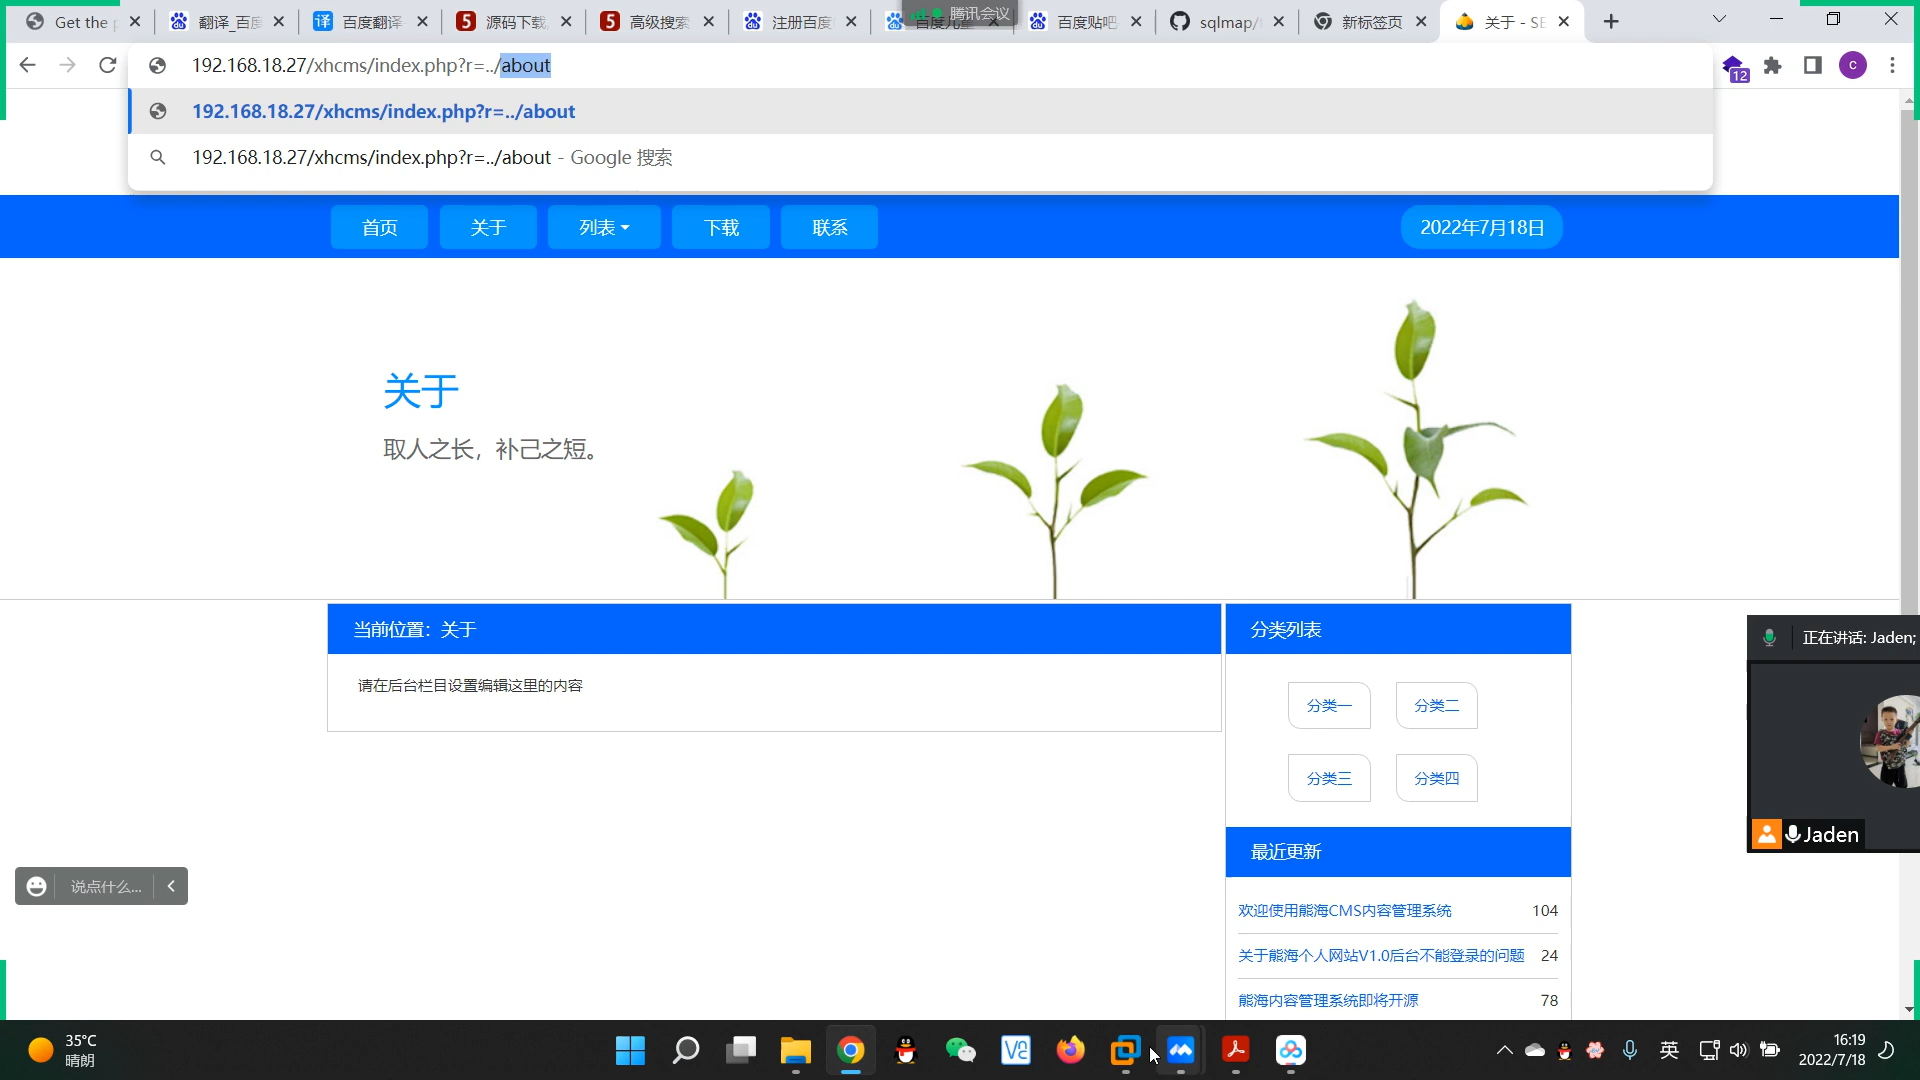 Get the
翻译_百度
百度翻译
源码下载
高级搜索
注册百度
腾讯会议
百度贴吧
sqlmap/
新标签页
关于 - SE
192.168.18.27/xhcms/index.php?r=../about
12
c
192.168.18.27/xhcms/index.php?r=../about
192.168.18.27/xhcms/index.php?r=../about - Google 搜索
首页
关于
列表
下载
联系
2022年7月18日
关于
取人之长，补己之短。
当前位置：关于
分类列表
请在后台栏目设置编辑这里的内容
分类一
分类二
分类三
分类四
正在讲话: Jaden;
Jaden
最近更新
说点什么...
欢迎使用熊海CMS内容管理系统 104
关于熊海个人网站V1.0后台不能登录的问题 24
熊海内容管理系统即将开源 78
35°C
晴朗
英
16:19
2022/7/18